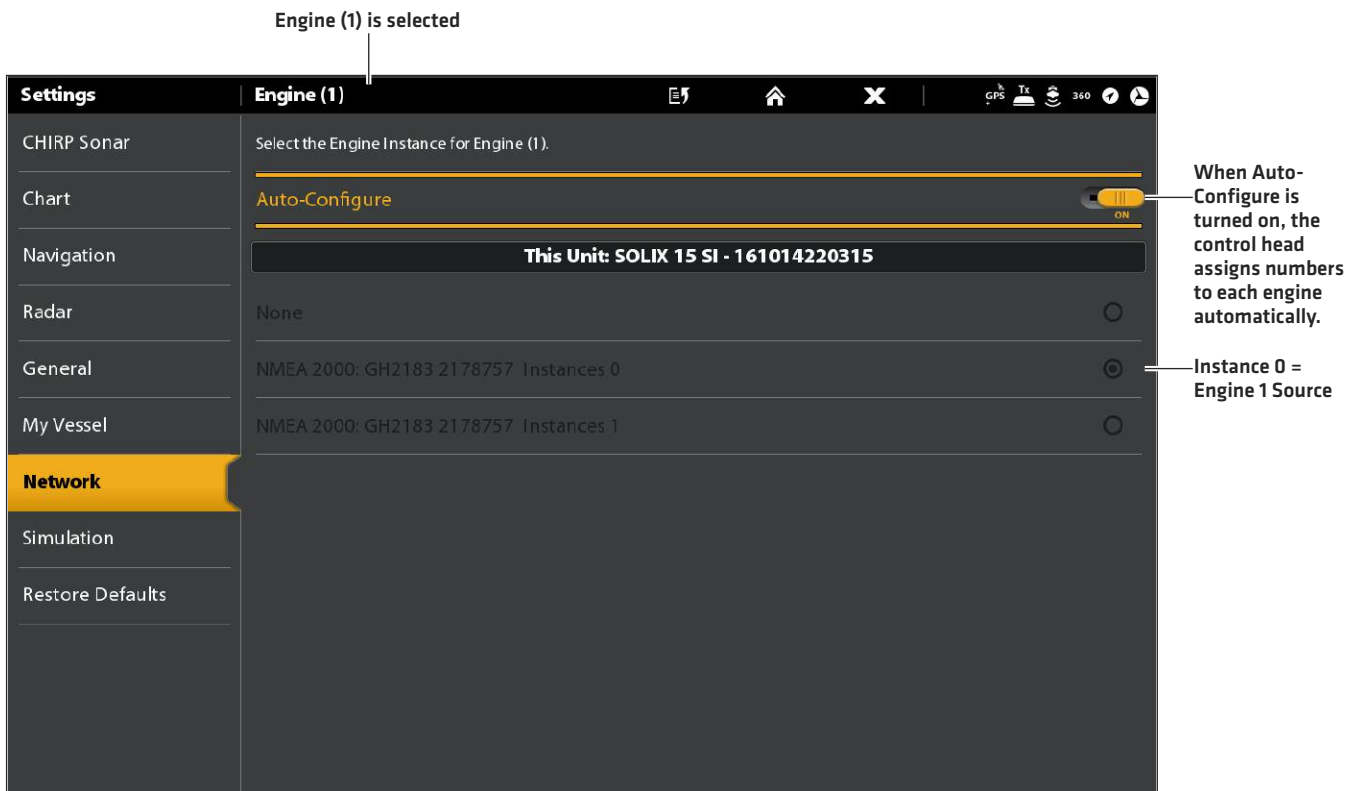 Engine (1) is selected
Settings
Engine (1)
GPS
Tx
360
CHIRP Sonar
Chart
Navigation
Radar
General
My Vessel
Network
Simulation
Restore Defaults
Select the Engine Instance for Engine (1).
Auto-Configure
ON
This Unit: SOLIX 15 SI - 161014220315
None
NMEA 2000: GH2183 2178757 Instances 0
NMEA 2000: GH2183 2178757 Instances 1
When Auto-
Configure is
turned on, the
control head
assigns numbers
to each engine
automatically.
Instance 0 =
Engine 1 Source